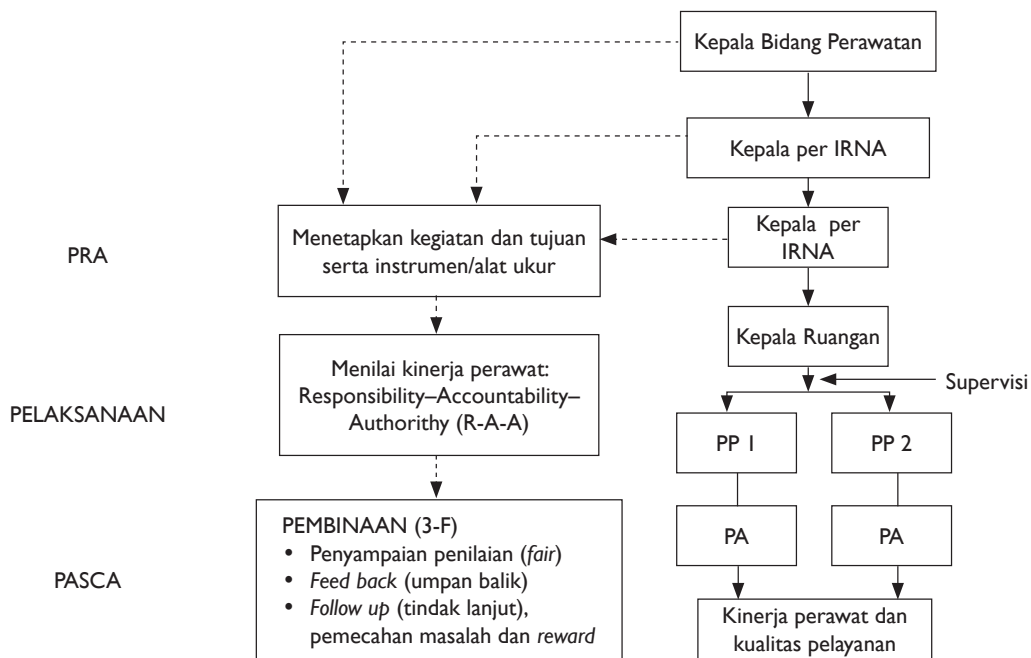 Kepala Bidang Perawatan
Kepala per IRNA
PRA
Menetapkan kegiatan dan tujuan
serta instrumen/alat ukur
Kepala per
IRNA
Kepala Ruangan
Supervisi
PELAKSANAAN
Menilai kinerja perawat:
Responsibility–Accountability–
Authorithy (R-A-A)
PP 1
PP 2
PASCA
PEMBINAAN (3-F)
• Penyampaian penilaian (fair)
• Feed back (umpan balik)
• Follow up (tindak lanjut),
pemecahan masalah dan reward
PA
PA
Kinerja perawat dan
kualitas pelayanan